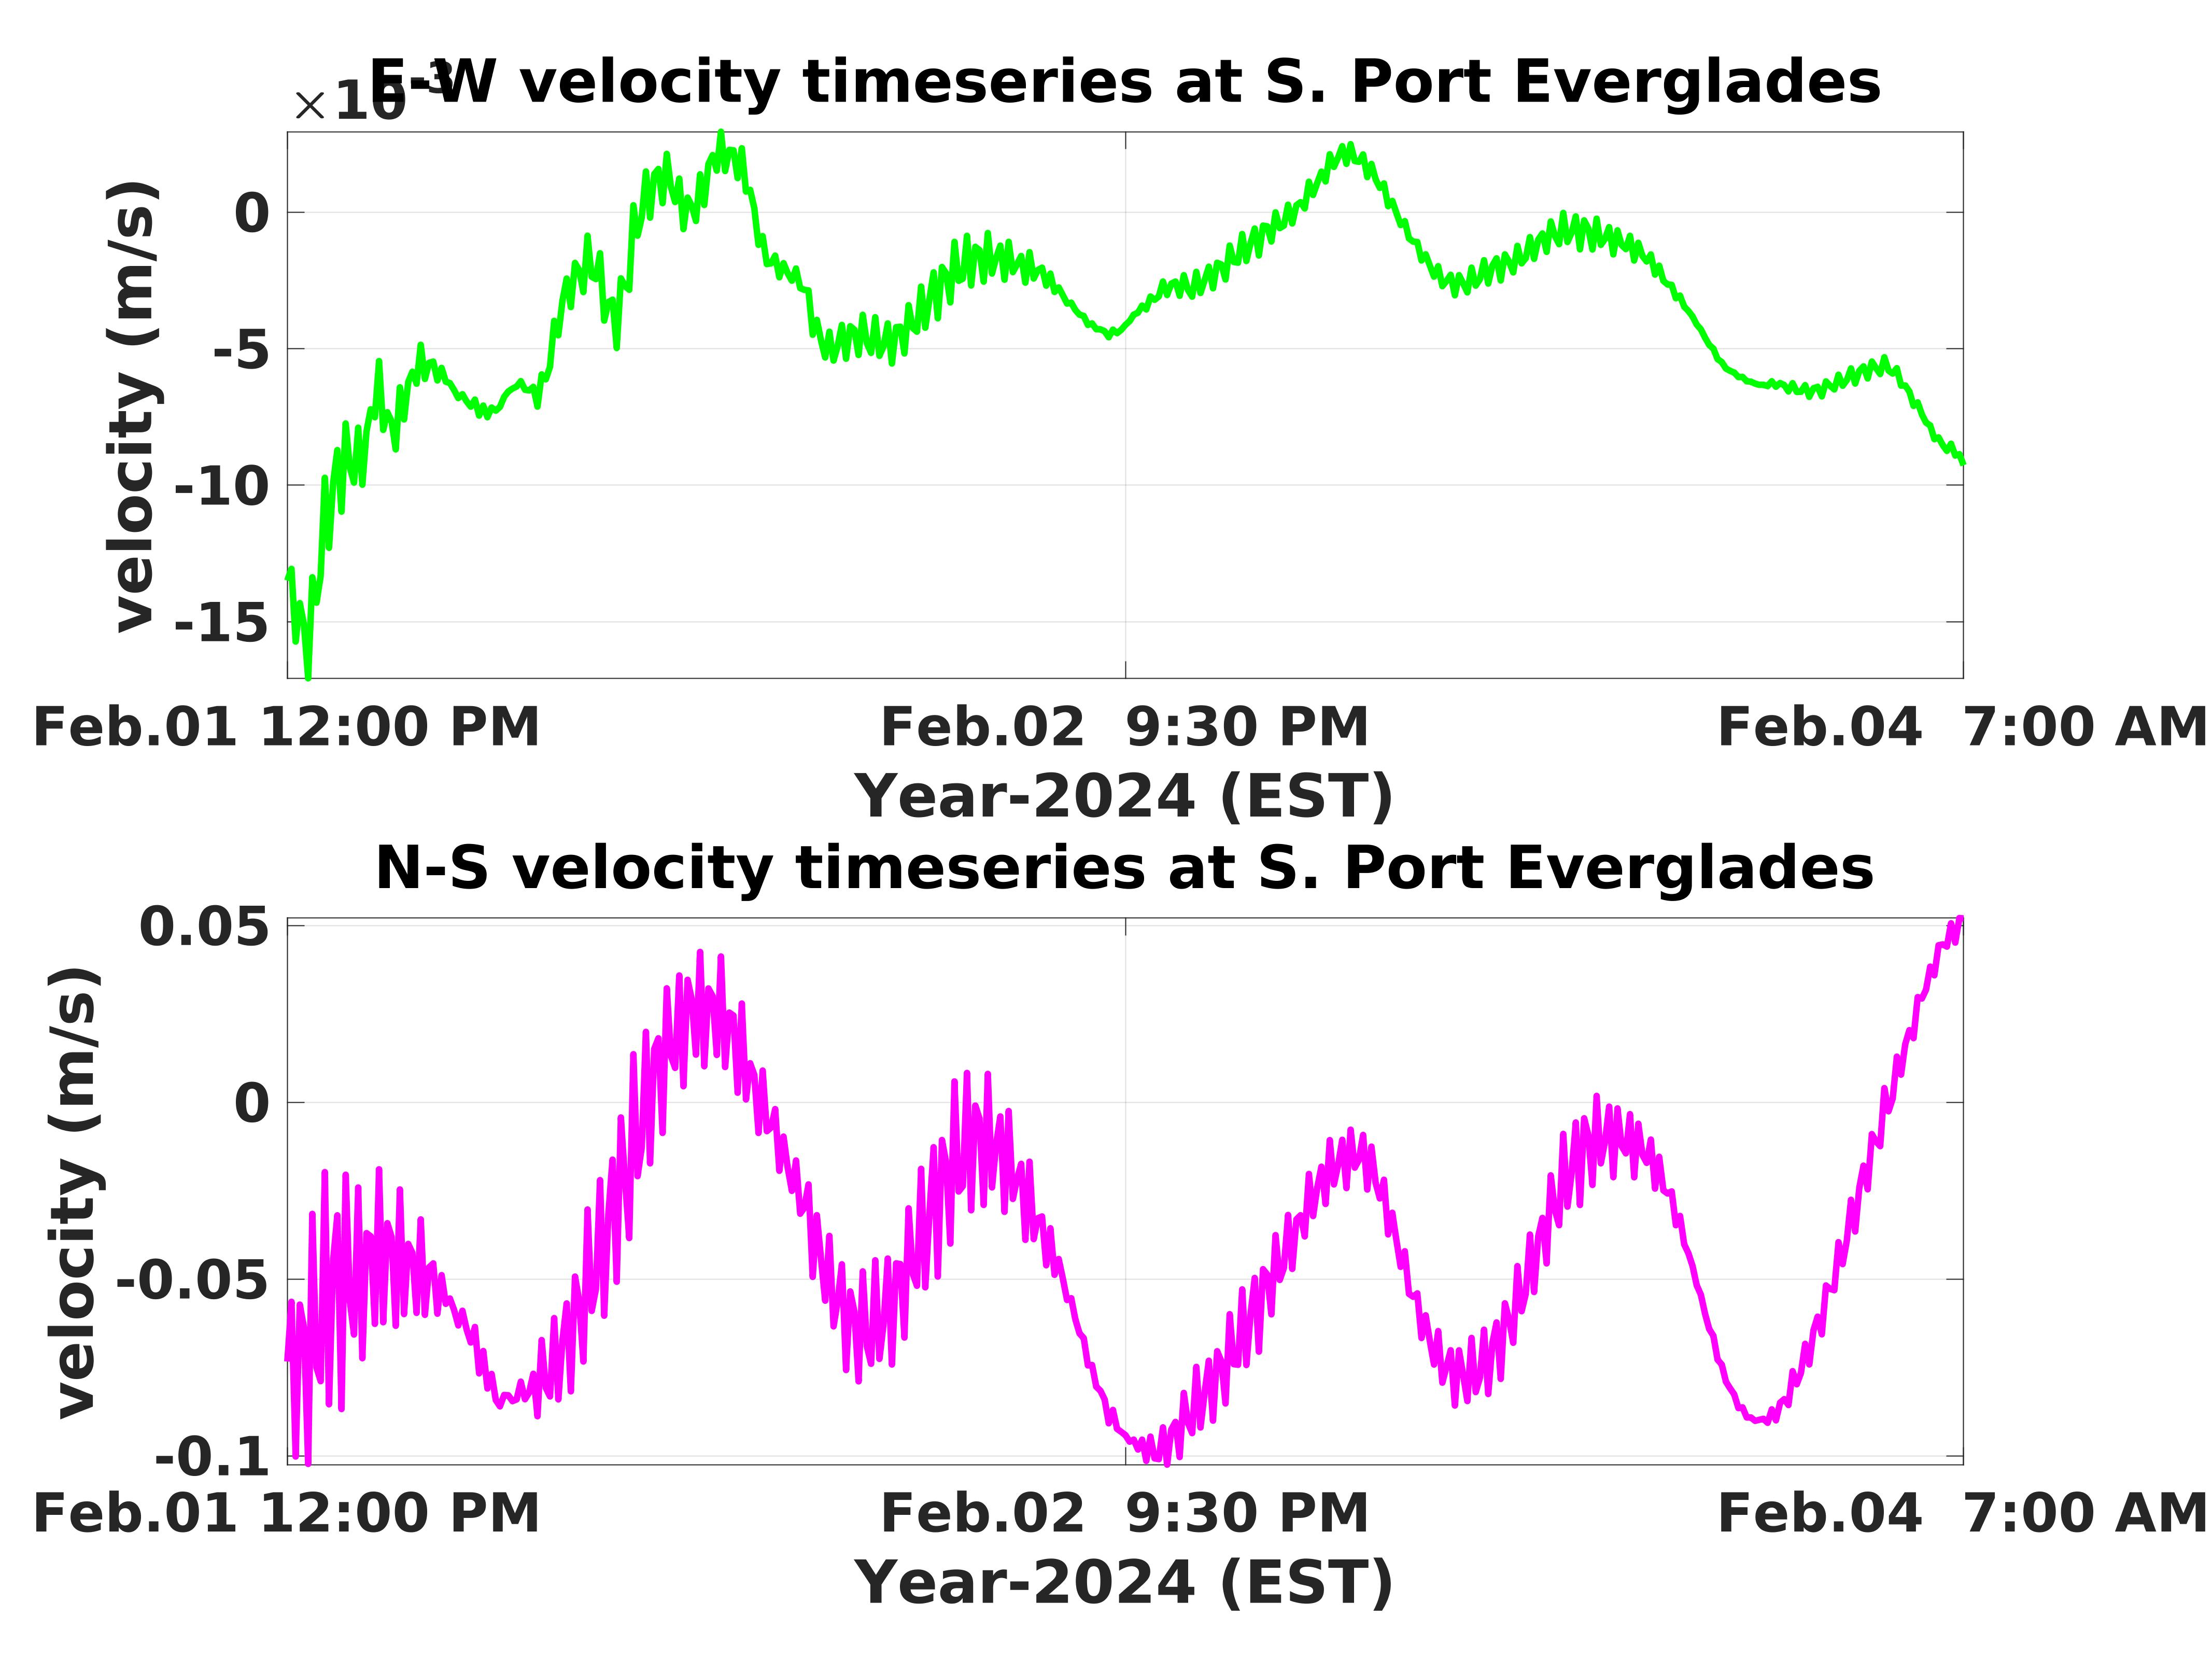 E-W velocity timeseries at S. Port Everglades
×10-3
velocity (m/s)
0
-5
-10
-15
Feb.01 12:00 PM Feb.02  9:30 PM Feb.04  7:00 AM
Year-2024 (EST)
N-S velocity timeseries at S. Port Everglades
velocity (m/s)
0.05
0
-0.05
-0.1
Feb.01 12:00 PM Feb.02  9:30 PM Feb.04  7:00 AM
Year-2024 (EST)